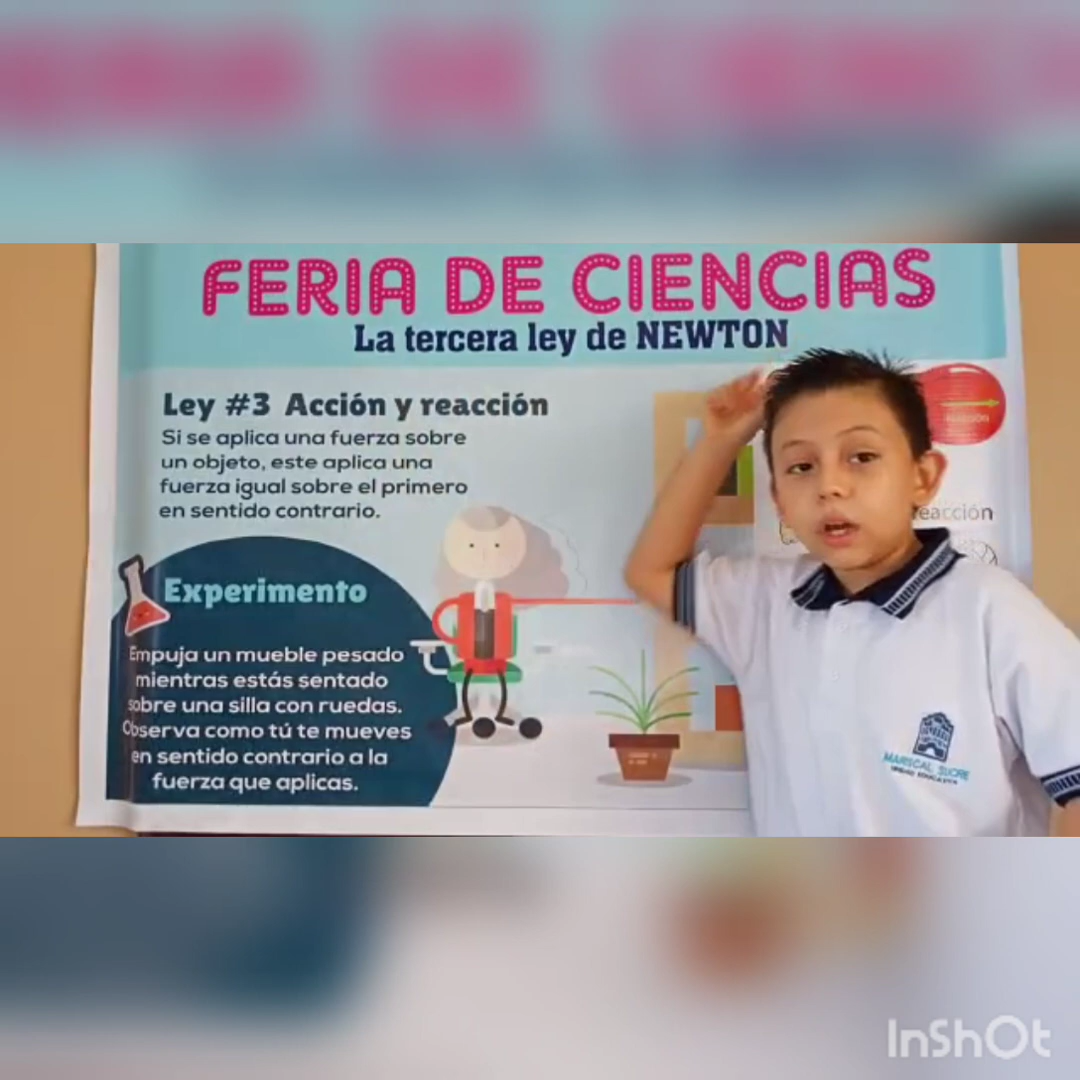 FERIA DE CIENCIAS
La tercera ley de NEWTON
Ley #3 Acción y reacción
Si se aplica una fuerza sobre
un objeto, este aplica una
fuerza igual sobre el primero
en sentido contrario.
reacción
Experimento
Empuja un mueble pesado
mientras estás sentado
sobre una silla con ruedas.
Observa como tú te mueves
en sentido contrario a la
fuerza que aplicas.
MARISCAL SUCRE
UNIDAD EDUCATIVA
InShOt